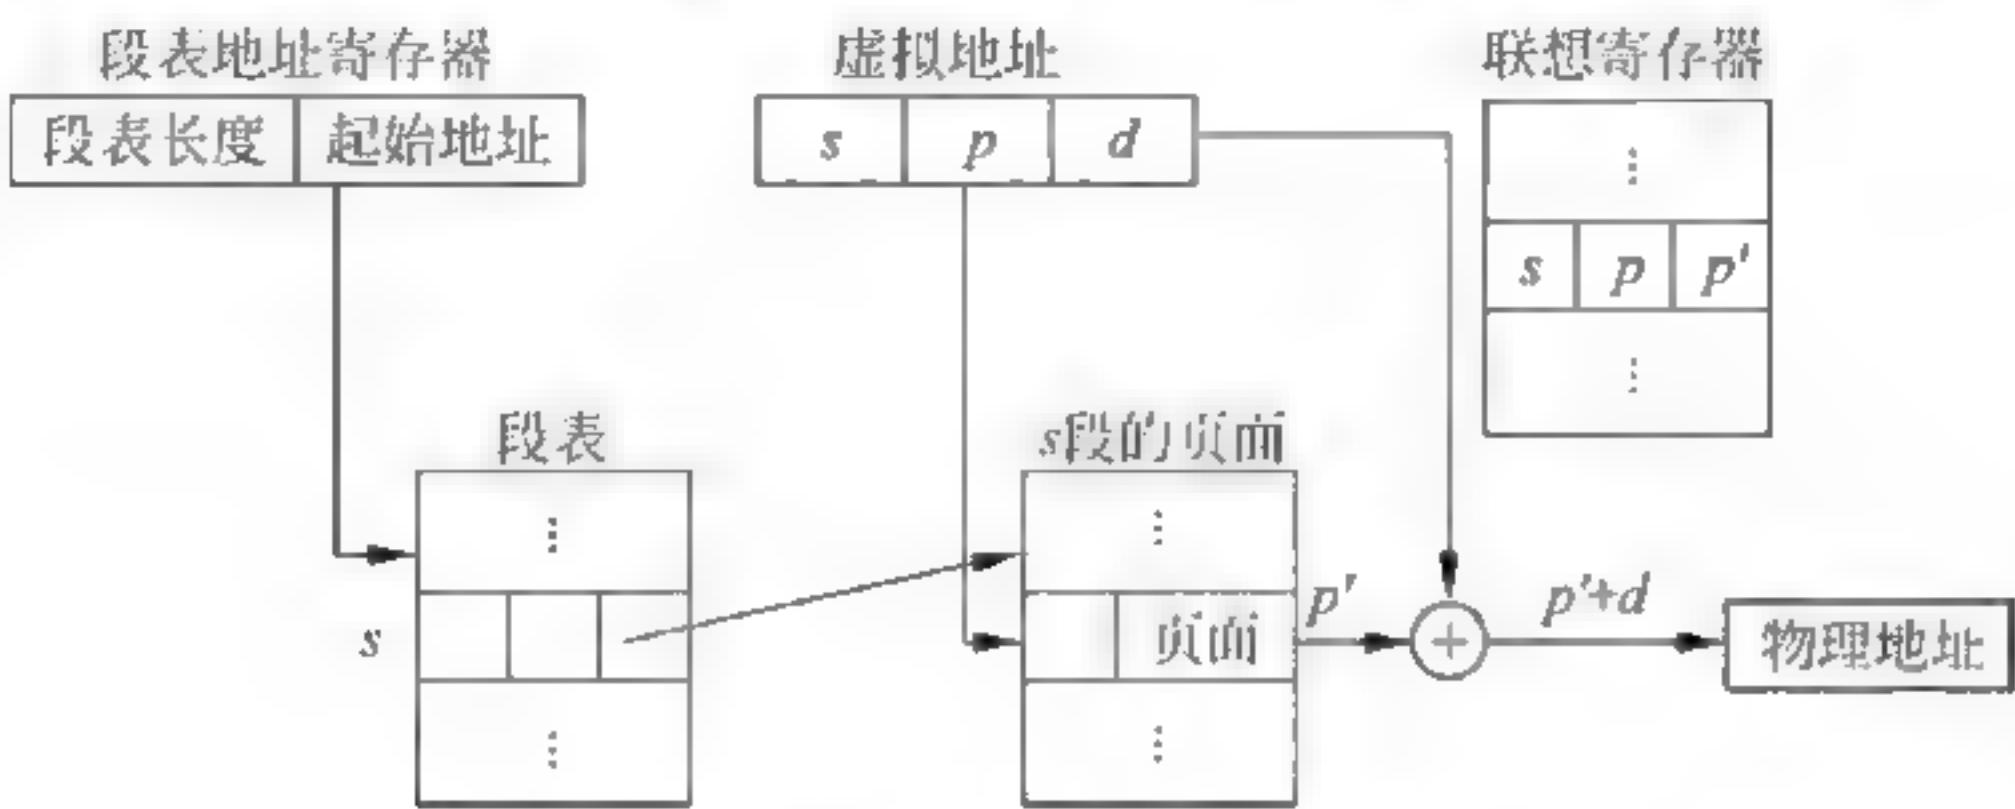 段表地址寄存器
虚拟地址
联想寄存器
段表长度 起始地址
s p d
⋮
s p p'
⋮
段表
s段的页面
⋮
⋮
s
页面
p'
+
p'+d
物理地址
⋮
⋮